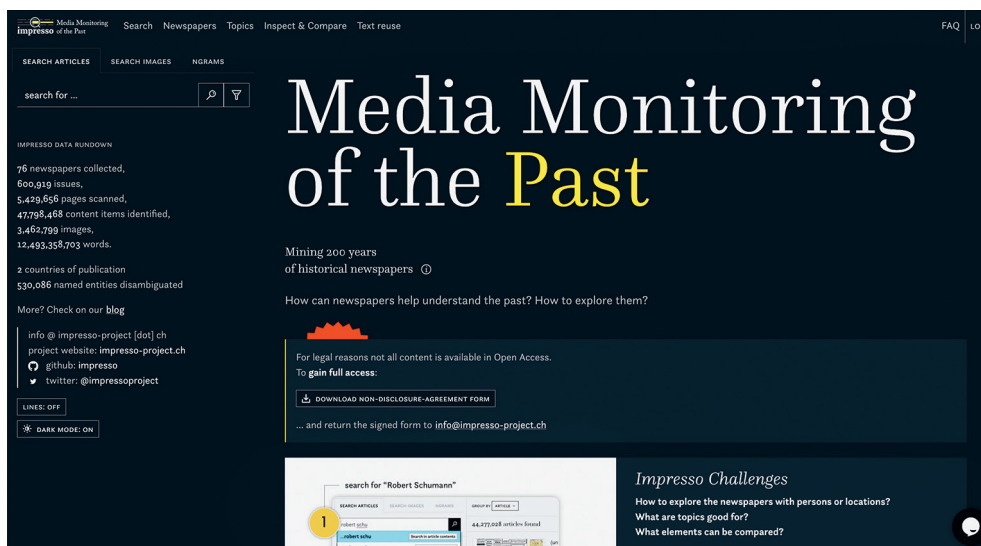 impresso Media Monitoring of the Past
Search Newspapers Topics Inspect & Compare Text reuse
FAQ
LO
SEARCH ARTICLES SEARCH IMAGES NGRAMS
search for ...
IMPRESSO DATA RUNDOWN
76 newspapers collected,
600,919 issues,
5,429,656 pages scanned,
47,798,468 content items identified,
3,462,799 images,
12,493,358,703 words.
2 countries of publication
530,086 named entities disambiguated
More? Check on our blog
info @ impresso-project [dot] ch
project website: impresso-project.ch
github: impresso
twitter: @impressoproject
LINES: OFF
DARK MODE: ON
Media Monitoring
of the Past
Mining 200 years
of historical newspapers
How can newspapers help understand the past? How to explore them?
For legal reasons not all content is available in Open Access.
To gain full access:
DOWNLOAD NON-DISCLOSURE-AGREEMENT FORM
... and return the signed form to info@impresso-project.ch
search for “Robert Schumann”
SEARCH ARTICLES SEARCH IMAGES NGRAMS
GROUP BY ARTICLE
1
robert schu
44,277,028 articles found
...robert schu
Search in article contents
Impresso Challenges
How to explore the newspapers with persons or locations?
What are topics good for?
What elements can be compared?